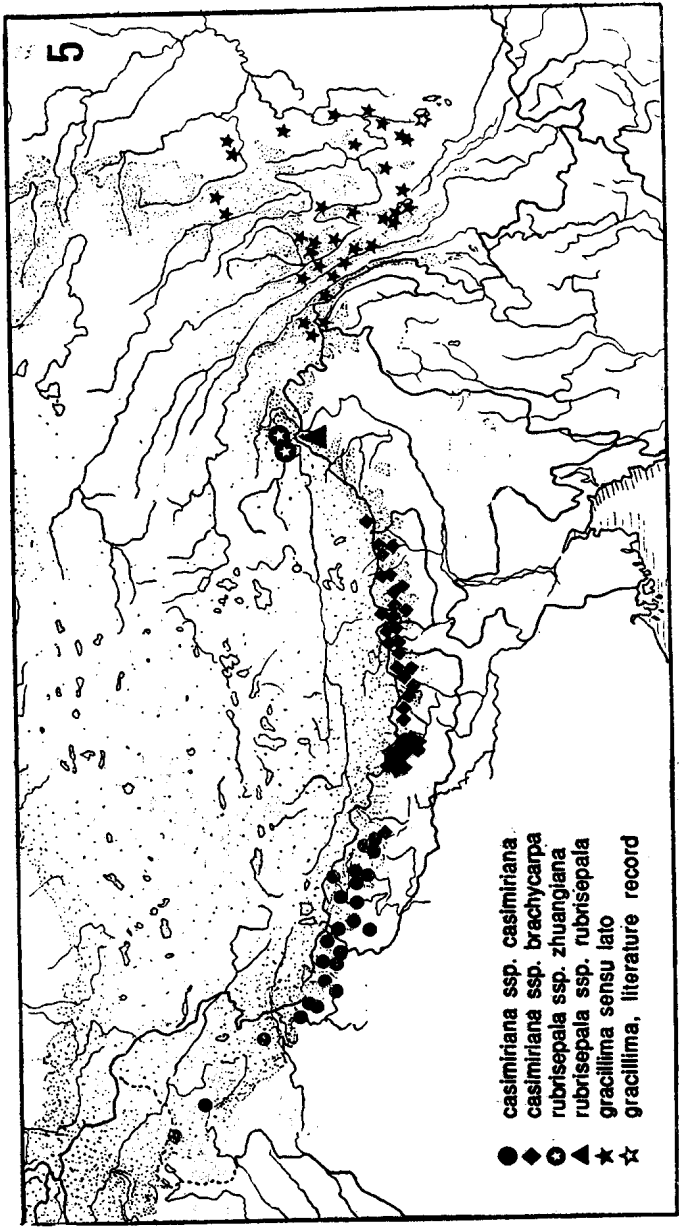 5
casimiriana ssp. casimiriana
casimiriana ssp. brachycarpa
rubrisepala ssp. zhuangiana
rubrisepala ssp. rubrisepala
gracillima sensu lato
gracillima, literature record